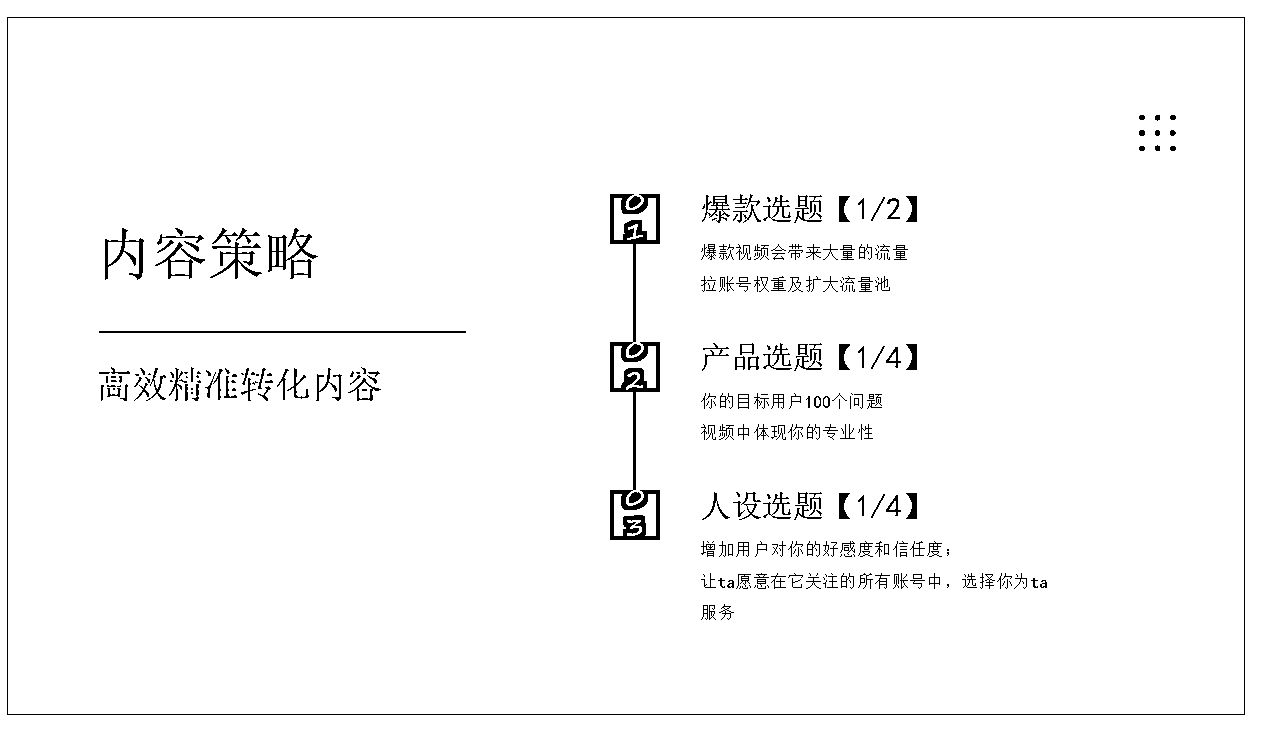 内容策略
高效精准转化内容
01
爆款选题【1/2】
爆款视频会带来大量的流量
拉账号权重及扩大流量池
02
产品选题【1/4】
你的目标用户100个问题
视频中体现你的专业性
03
人设选题【1/4】
增加用户对你的好感度和信任度；
让ta愿意在它关注的所有账号中，选择你为ta
服务